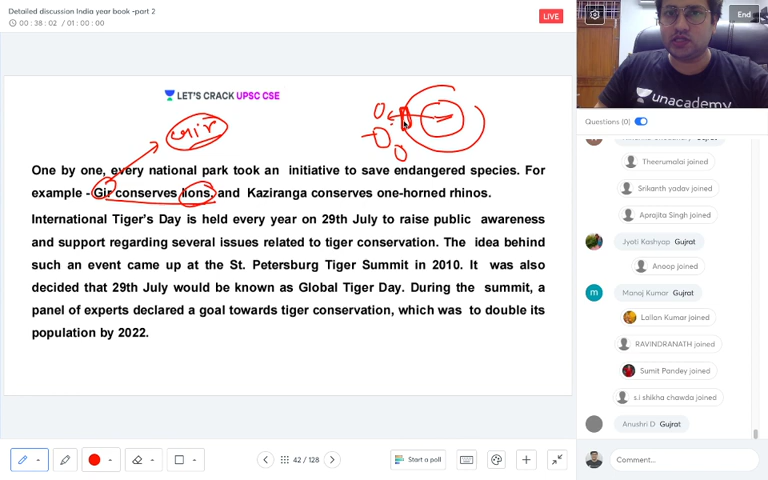 Detailed discussion India year book -part 2
00 : 38 : 02 / 01 : 00 : 00
LIVE
End
LET'S CRACK UPSC CSE
Gir
One by one, every national park took an initiative to save endangered species. For
example - Gir conserves lions, and Kaziranga conserves one-horned rhinos.
International Tiger's Day is held every year on 29th July to raise public awareness
and support regarding several issues related to tiger conservation. The idea behind
such an event came up at the St. Petersburg Tiger Summit in 2010. It was also
decided that 29th July would be known as Global Tiger Day. During the summit, a
panel of experts declared a goal towards tiger conservation, which was to double its
population by 2022.
unacademy
Questions (0)
Theerumalai joined
Srikanth yadav joined
Aprajita Singh joined
Jyoti Kashyap Gujrat
Anoop joined
m
Manoj Kumar Gujrat
Lallan Kumar joined
RAVINDRANATH joined
Sumit Pandey joined
s.i shikha chawda joined
Anushri D Gujrat
42 / 128
Start a poll
Comment...